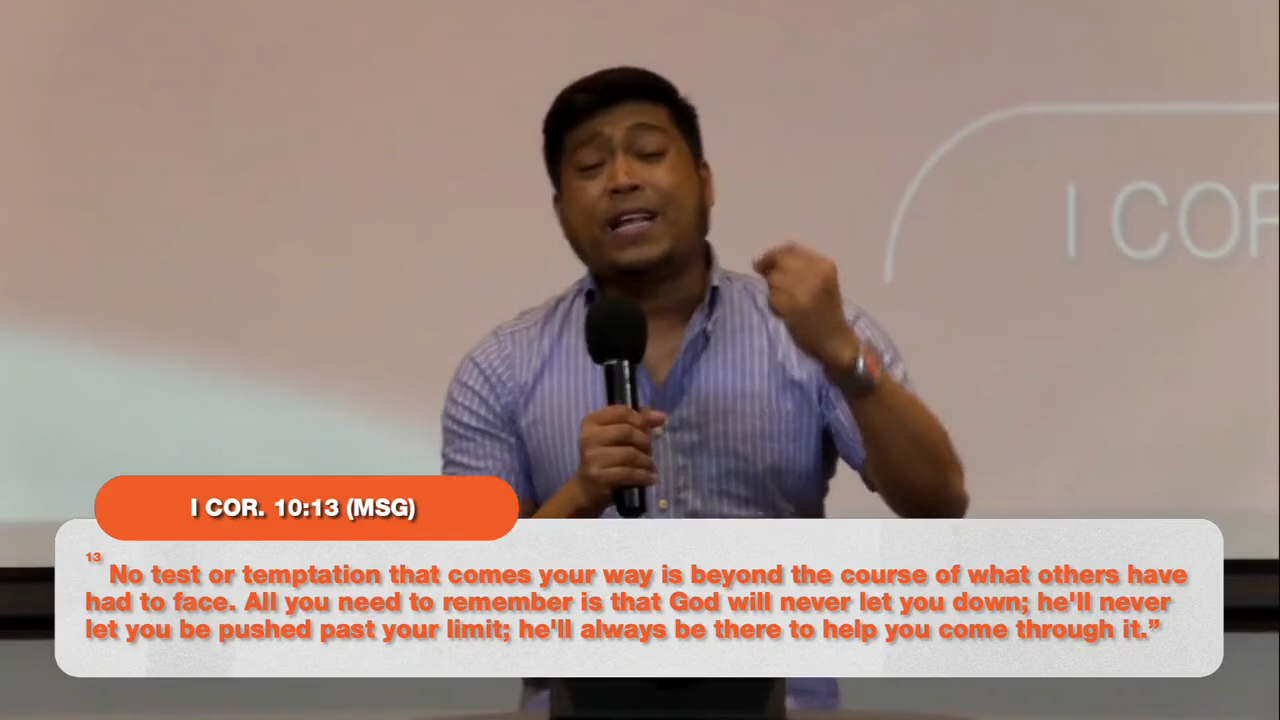 I COR
I COR. 10:13 (MSG)
13 No test or temptation that comes your way is beyond the course of what others have
had to face. All you need to remember is that God will never let you down; he'll never
let you be pushed past your limit; he'll always be there to help you come through it.”